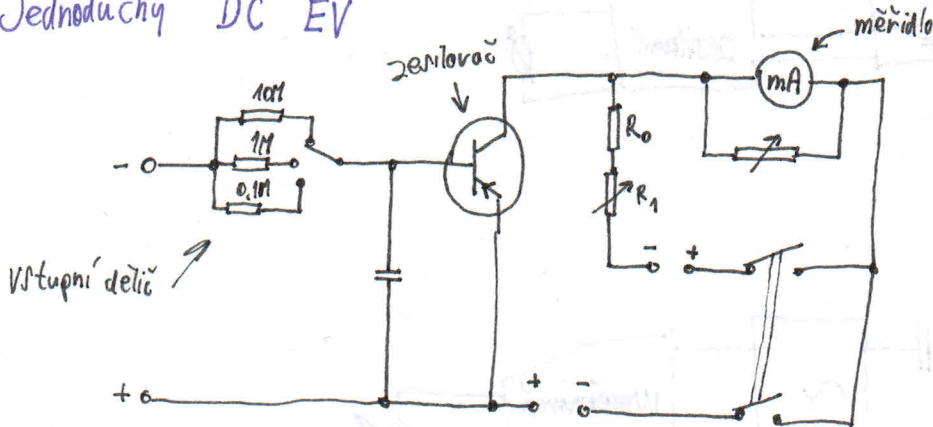 Jednoduchý DC EV
měřidlo
zesilovač
mA
10M
R0
1M
-
0,1M
R1
- +
Vstupní dělič
+
+ -